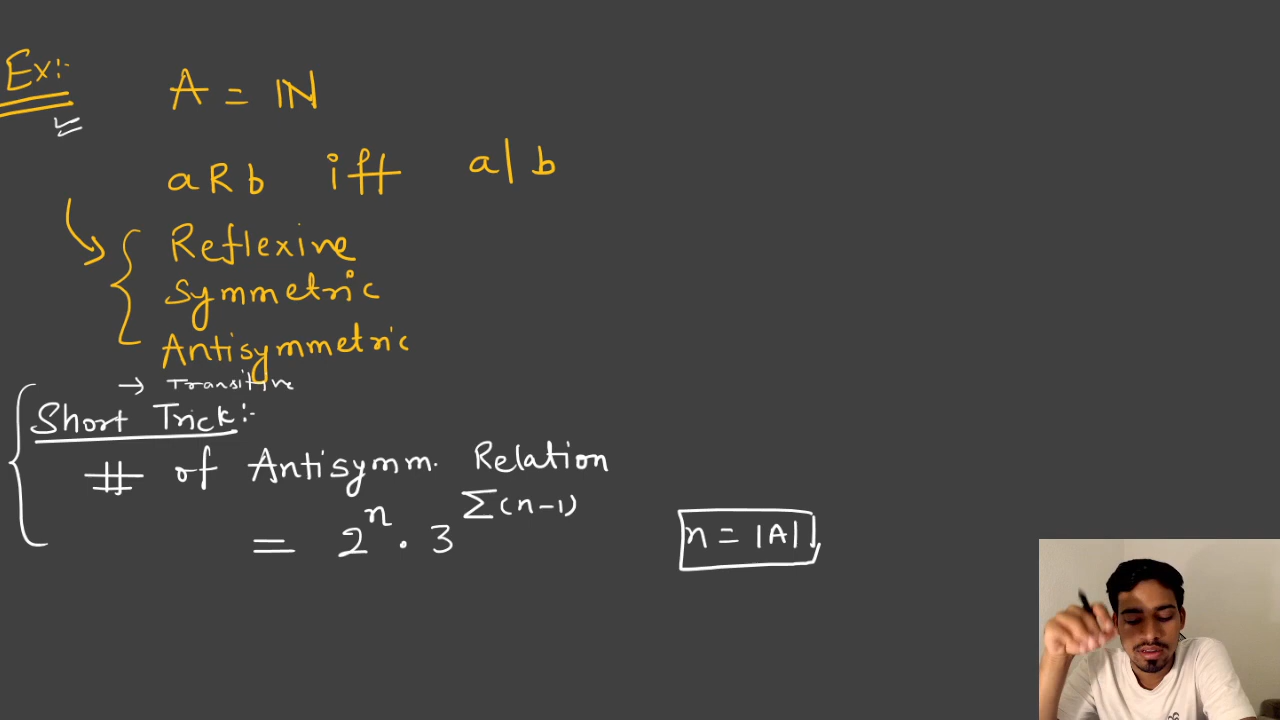 Ex:-
A = IN
aRb iff a|b
Reflexive
Symmetric
Antisymmetric
→ Transitive
Short Trick:-
# of Antisymm. Relation
= 2^n · 3^Σ(n-1)
n = |A|